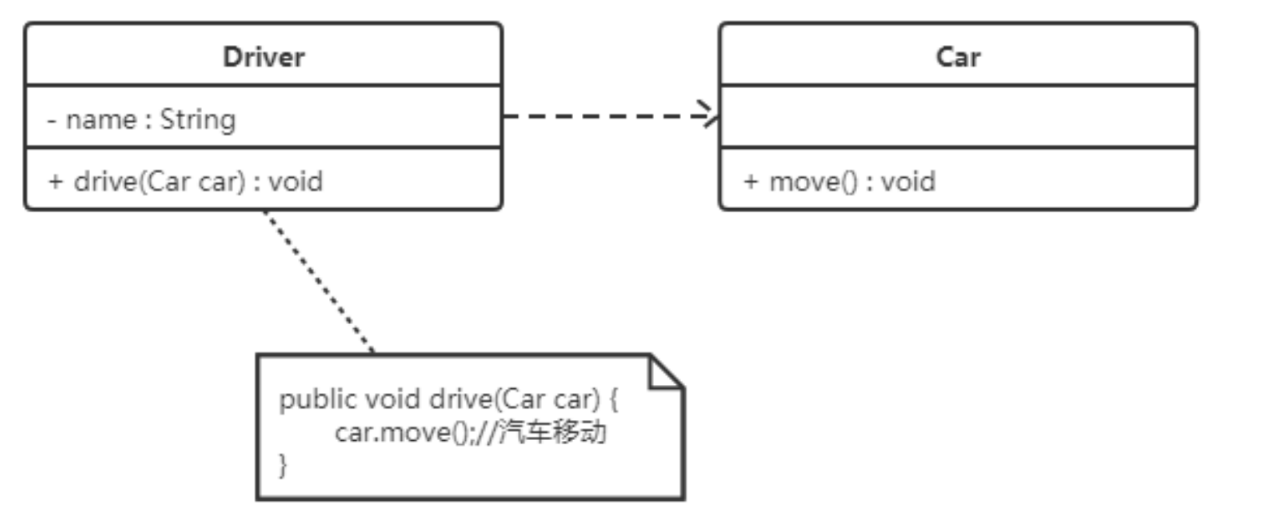 Driver
- name : String
+ drive(Car car) : void
Car
+ move() : void
public void drive(Car car) {
car.move();//汽车移动
}